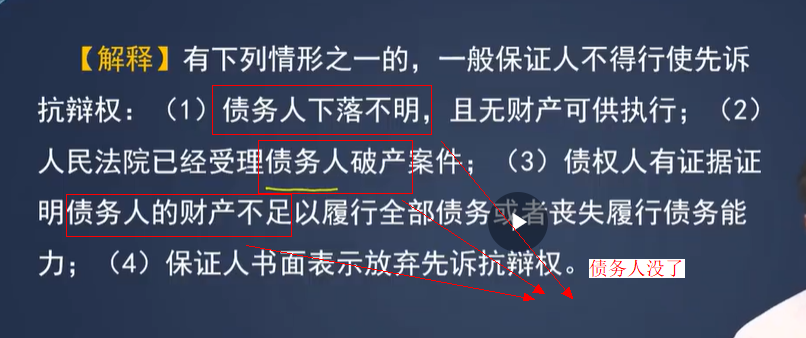 【解释】有下列情形之一的，一般保证人不得行使先诉
抗辩权：（1）债务人下落不明，且无财产可供执行；（2）
人民法院已经受理债务人破产案件；（3）债权人有证据证
明债务人的财产不足以履行全部债务或者丧失履行债务能
力；（4）保证人书面表示放弃先诉抗辩权。
债务人没了